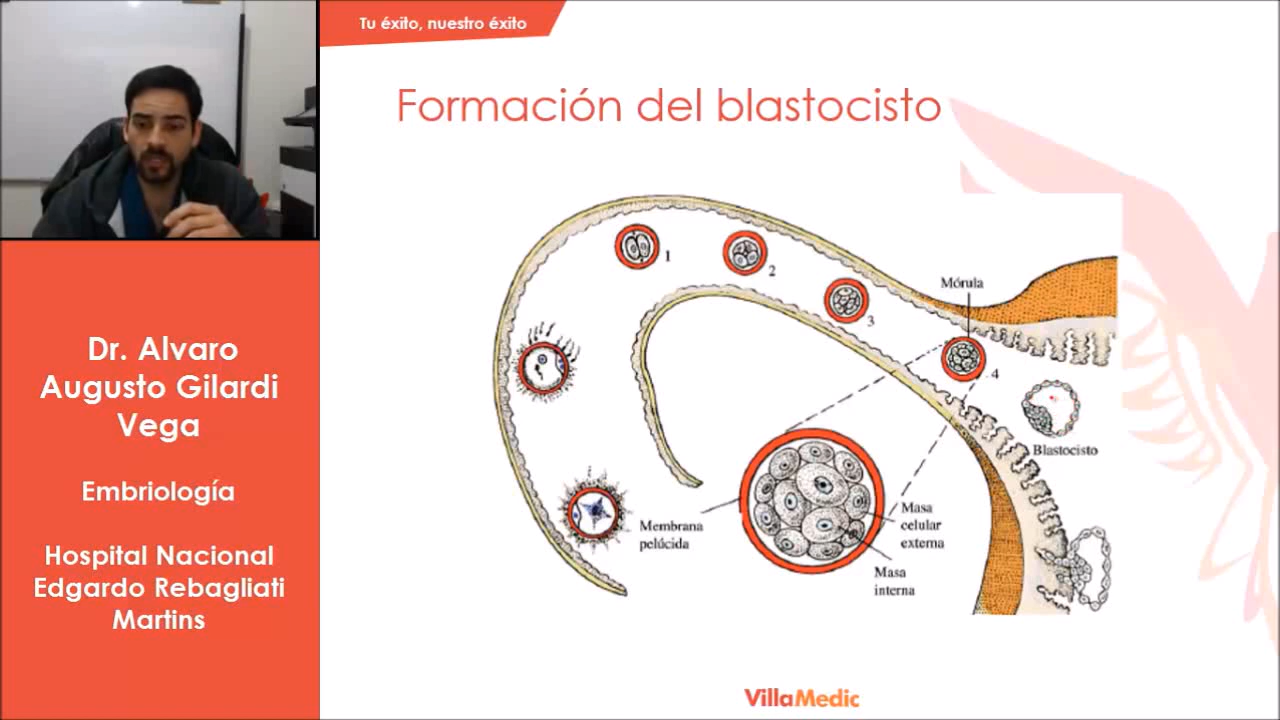 Tu éxito, nuestro éxito
Formación del blastocisto
Dr. Alvaro
Augusto Gilardi
Vega
Embriología
Hospital Nacional
Edgardo Rebagliati
Martins
1
2
3
Mórula
4
Blastocisto
Membrana
pelúcida
Masa
celular
externa
Masa
interna
VillaMedic